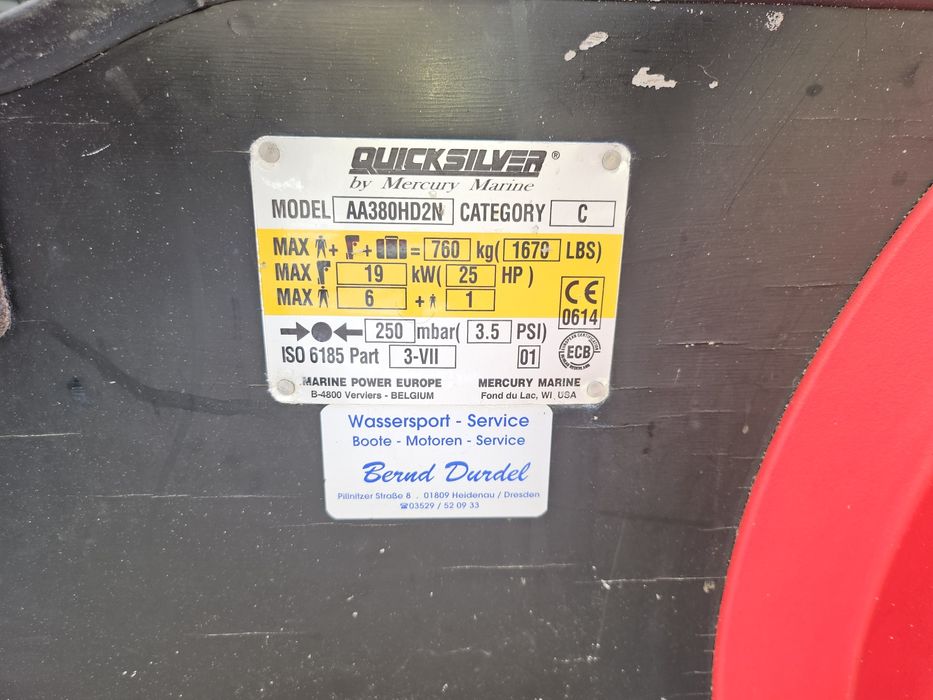 QUICKSILVER®
by Mercury Marine
MODEL AA380HD2N CATEGORY C
MAX + + = 760 kg( 1670 LBS)
MAX 19 kW( 25 HP )
MAX 6 + 1
CE
0614
250 mbar( 3.5 PSI)
ISO 6185 Part 3-VII 01
ECB
MARINE POWER EUROPE MERCURY MARINE
B-4800 Verviers - BELGIUM Fond du Lac, WI, USA
Wassersport - Service
Boote - Motoren - Service
Bernd Durdel
Pillnitzer Straße 8 , 01809 Heidenau / Dresden
☎03529 / 52 09 33